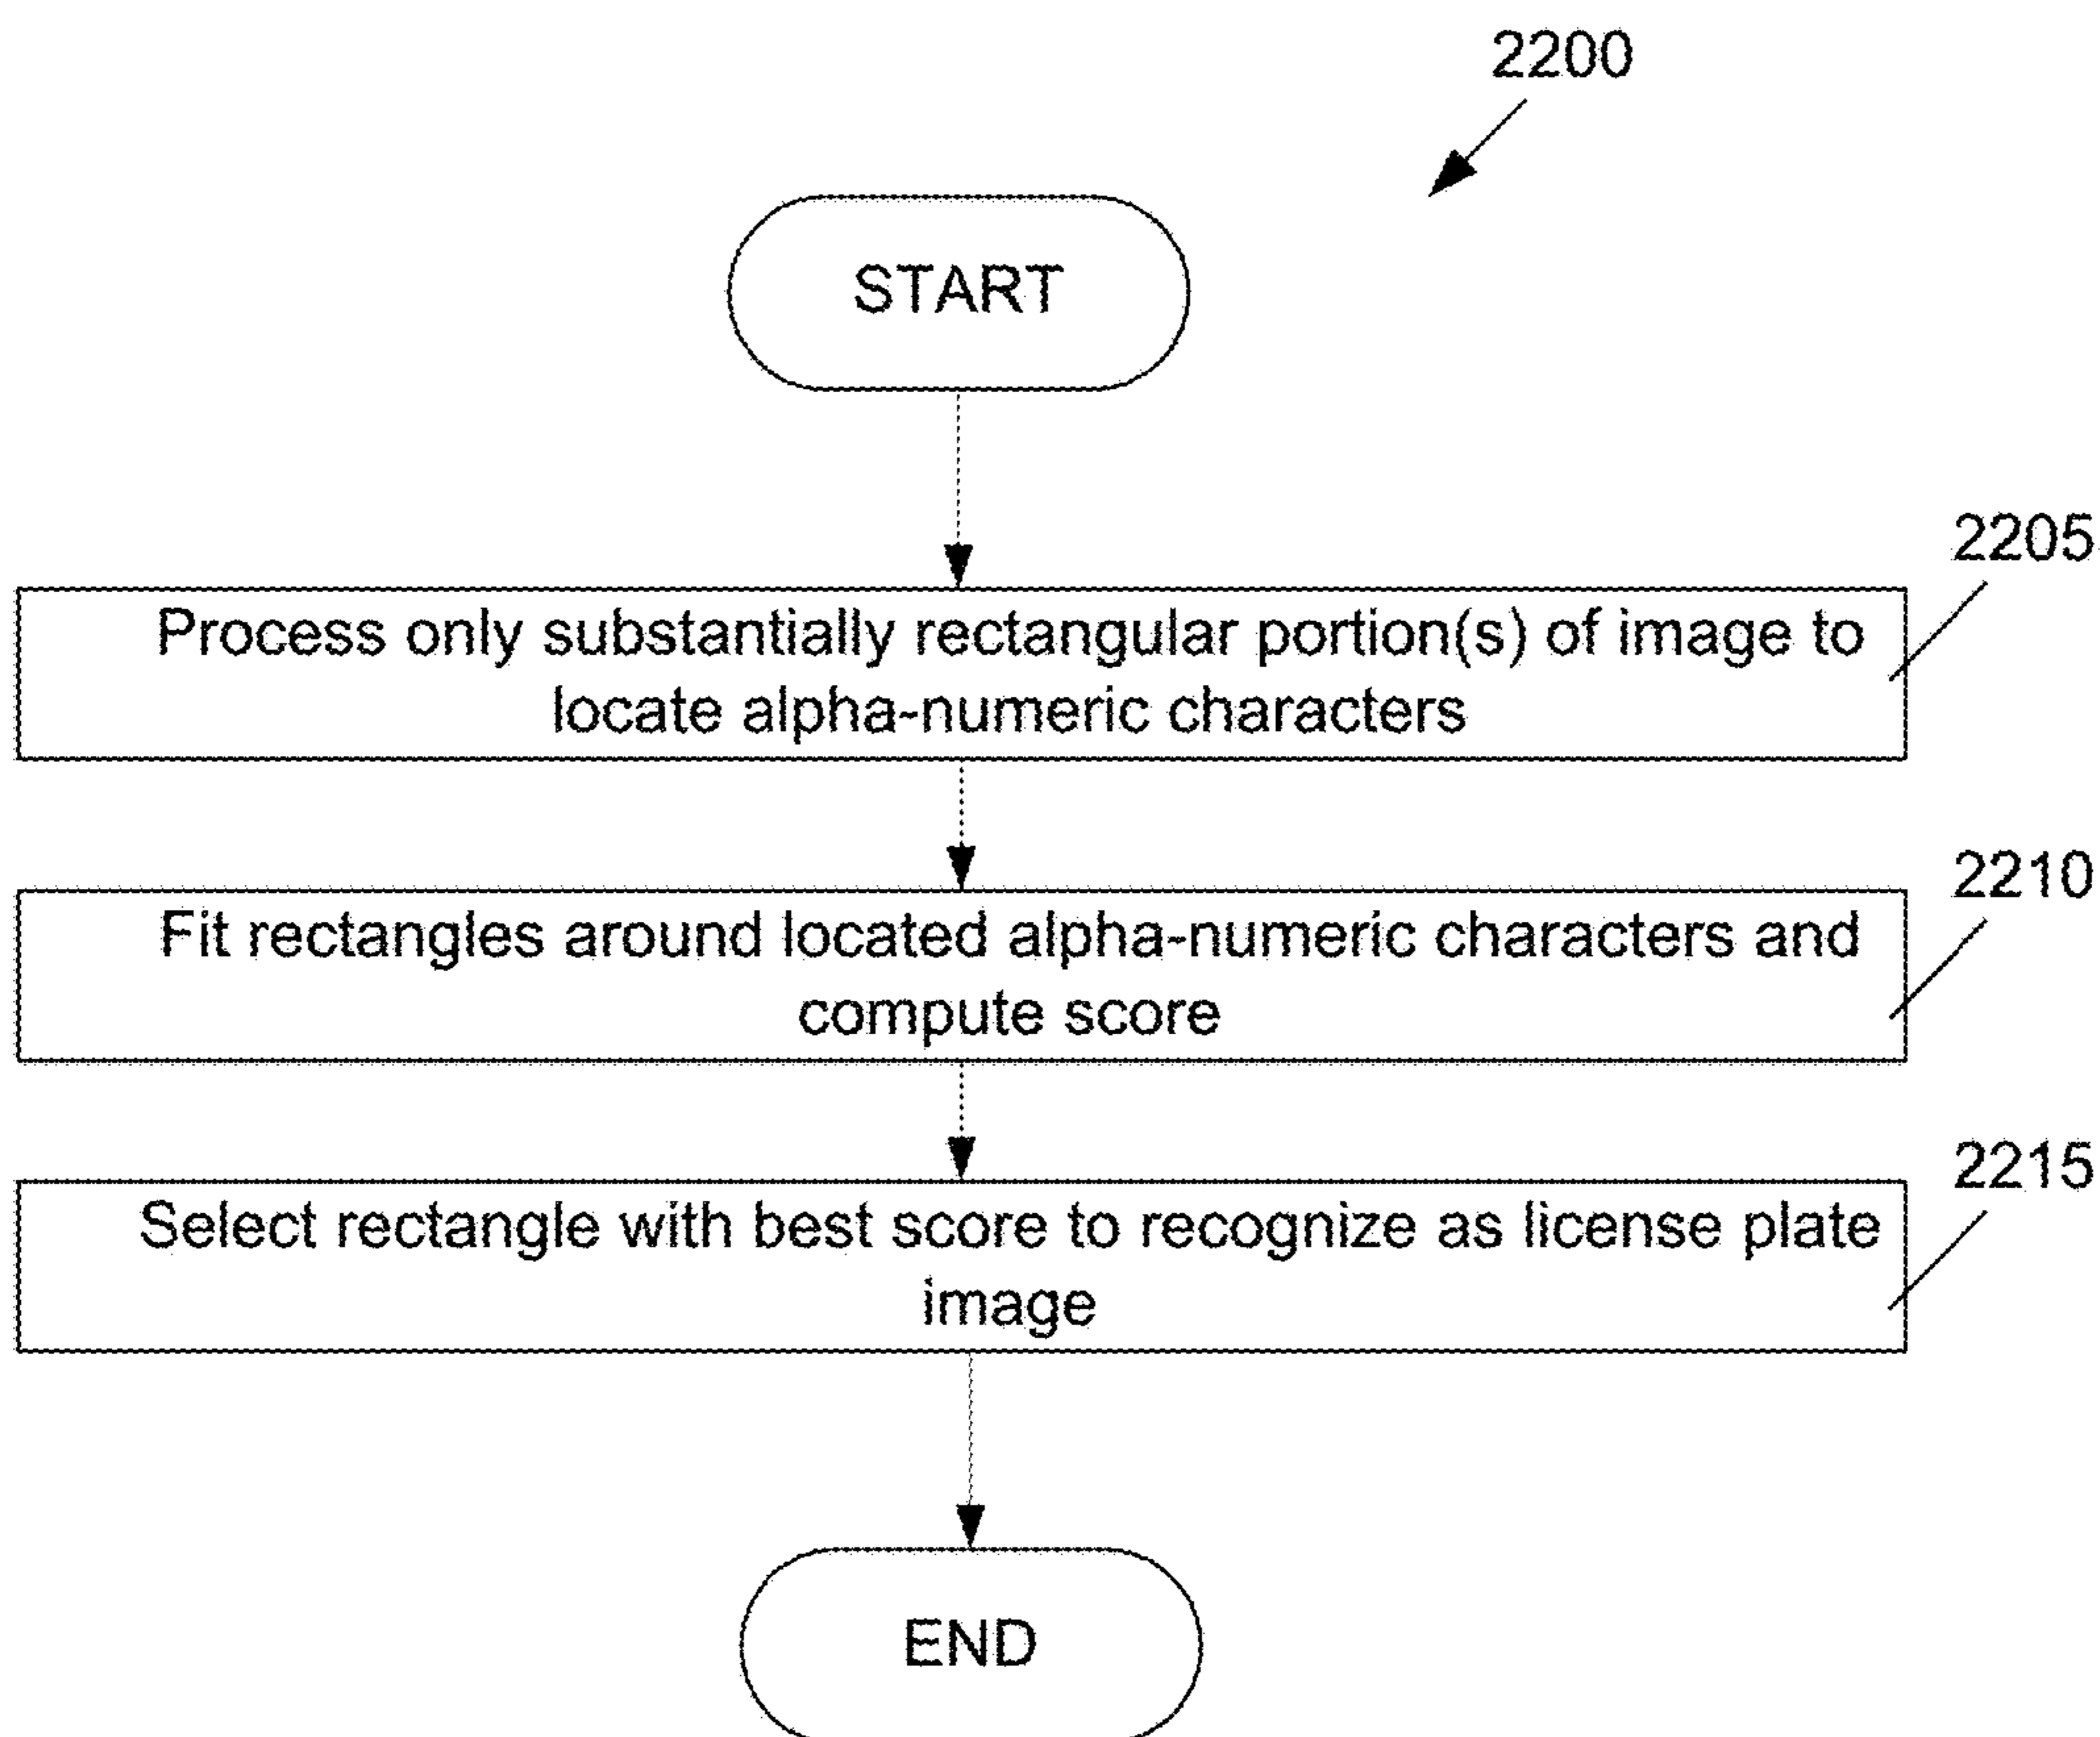 2200
START
2205
Process only substantially rectangular portion(s) of image to
locate alpha-numeric characters
2210
Fit rectangles around located alpha-numeric characters and
compute score
2215
Select rectangle with best score to recognize as license plate
image
END